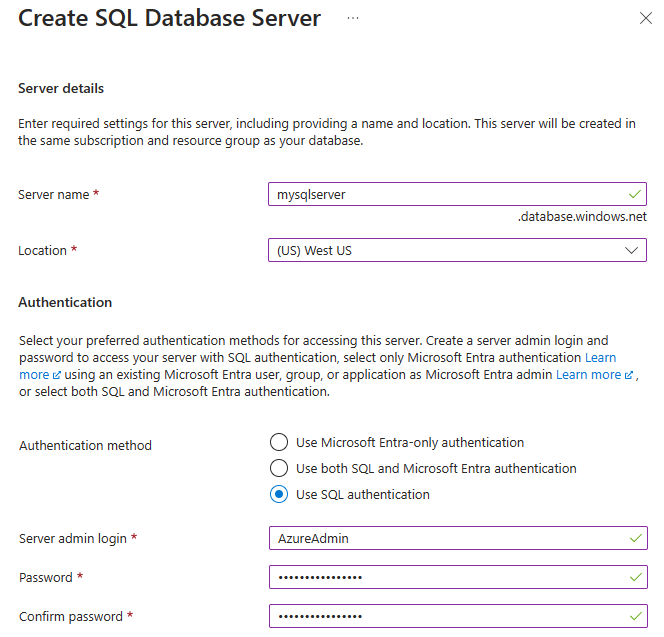 Create SQL Database Server ...
Server details
Enter required settings for this server, including providing a name and location. This server will be created in
the same subscription and resource group as your database.
Server name *
mysqlserver
.database.windows.net
Location *
(US) West US
Authentication
Select your preferred authentication methods for accessing this server. Create a server admin login and
password to access your server with SQL authentication, select only Microsoft Entra authentication Learn
more using an existing Microsoft Entra user, group, or application as Microsoft Entra admin Learn more ,
or select both SQL and Microsoft Entra authentication.
Authentication method
Use Microsoft Entra-only authentication
Use both SQL and Microsoft Entra authentication
Use SQL authentication
Server admin login *
AzureAdmin
Password *
••••••••••••••••
Confirm password *
••••••••••••••••